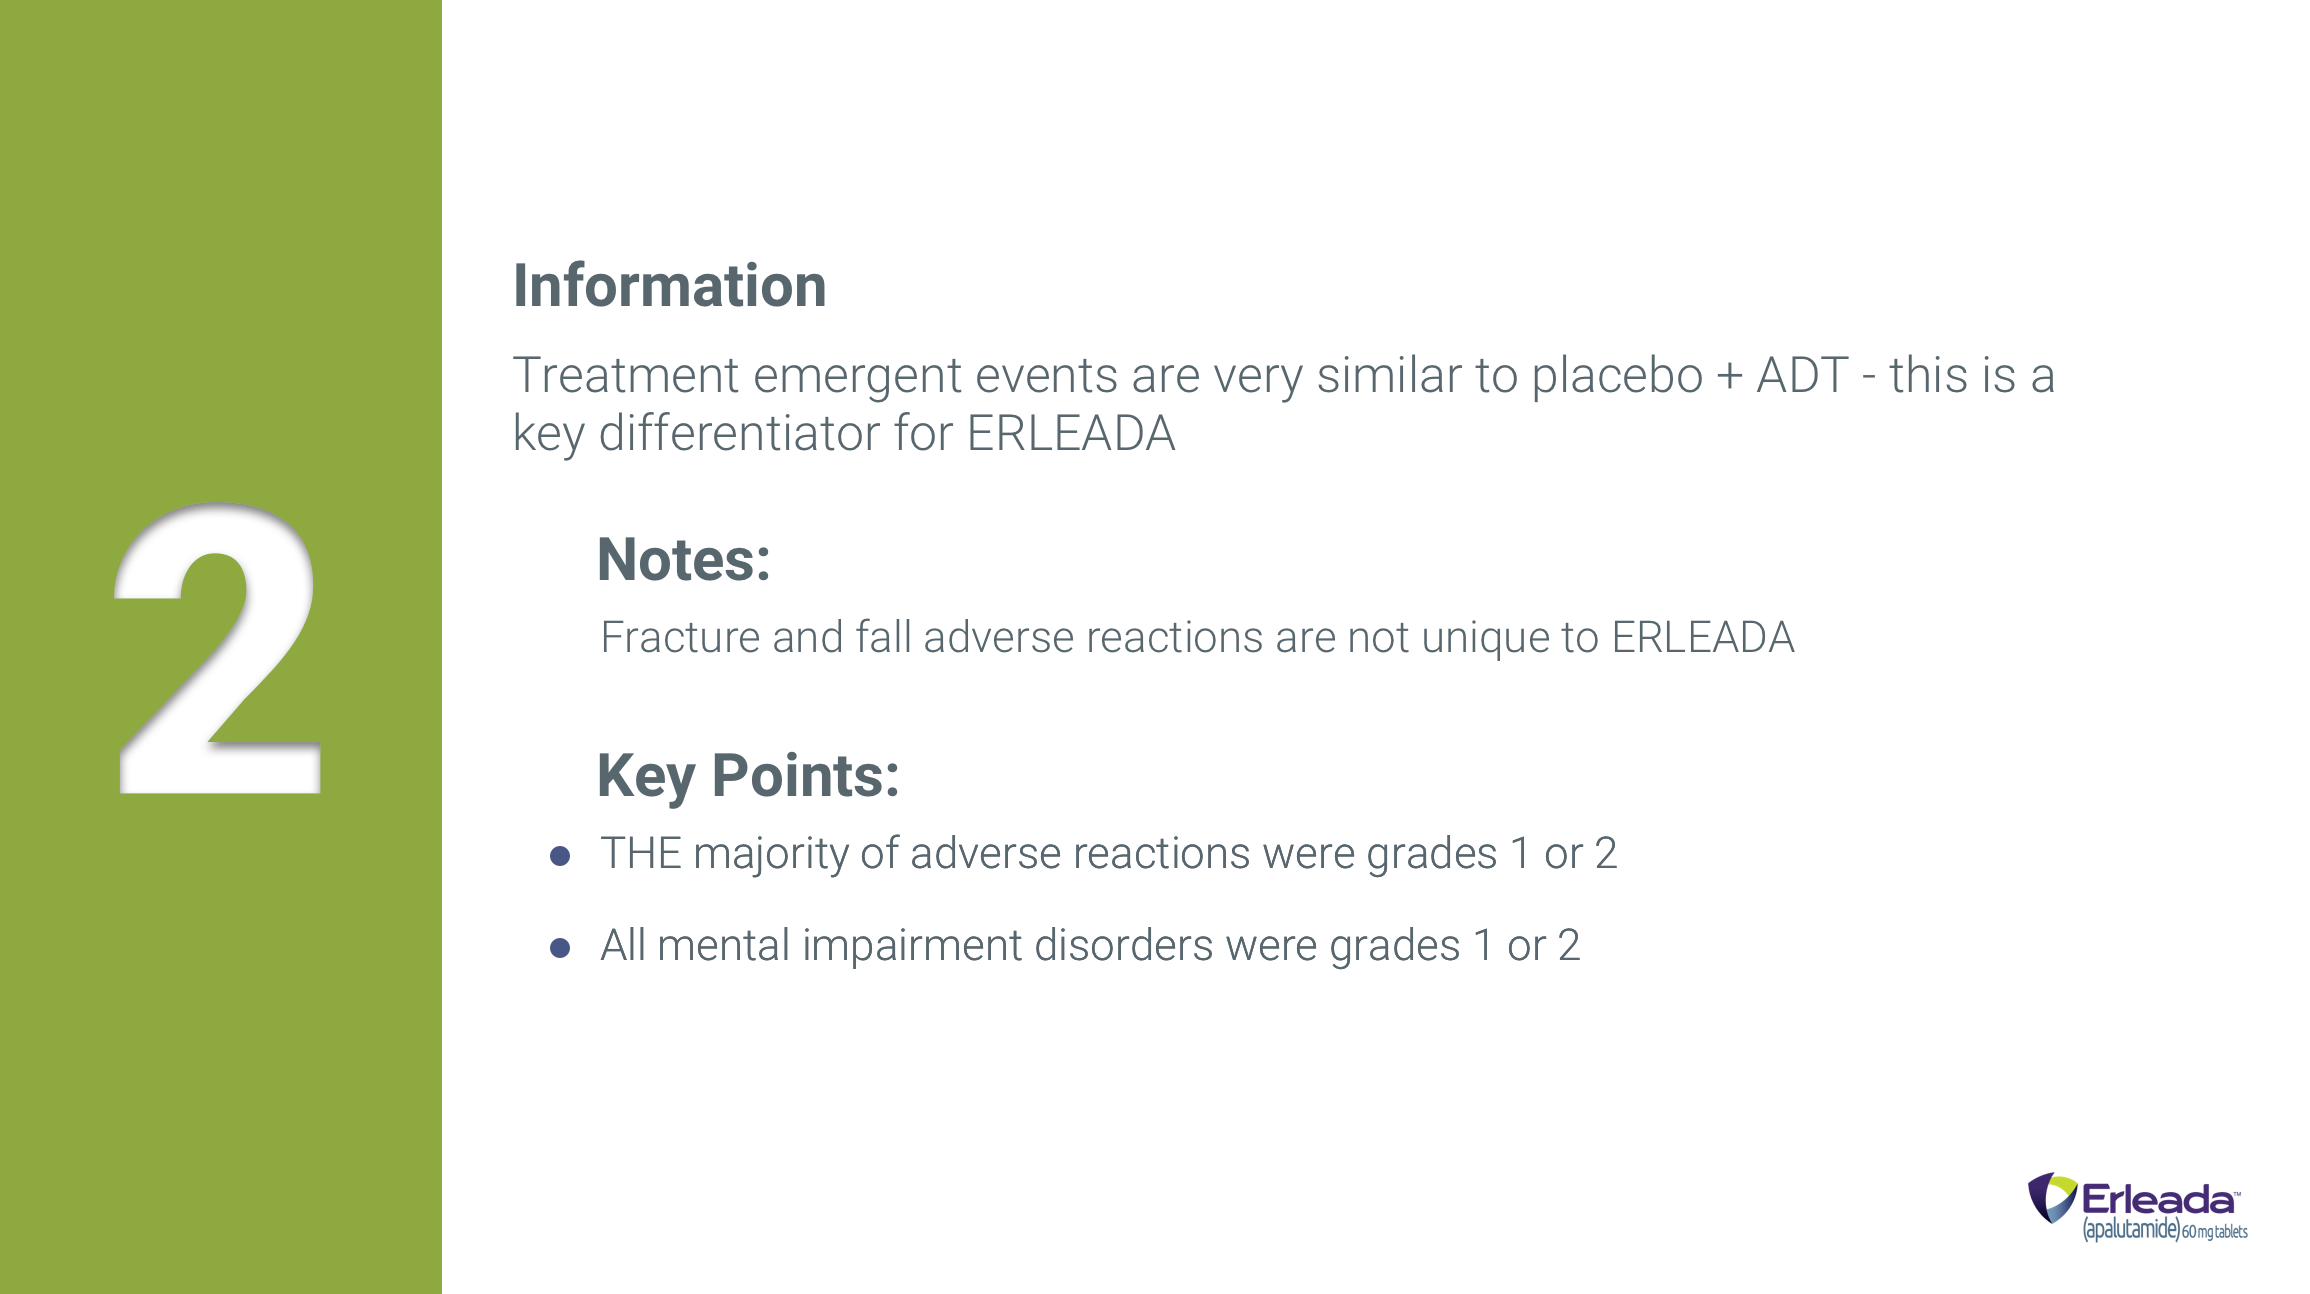 2
Information
Treatment emergent events are very similar to placebo + ADT - this is a
key differentiator for ERLEADA
Notes:
Fracture and fall adverse reactions are not unique to ERLEADA
Key Points:
● THE majority of adverse reactions were grades 1 or 2
● All mental impairment disorders were grades 1 or 2
Erleada™
(apalutamide) 60 mg tablets